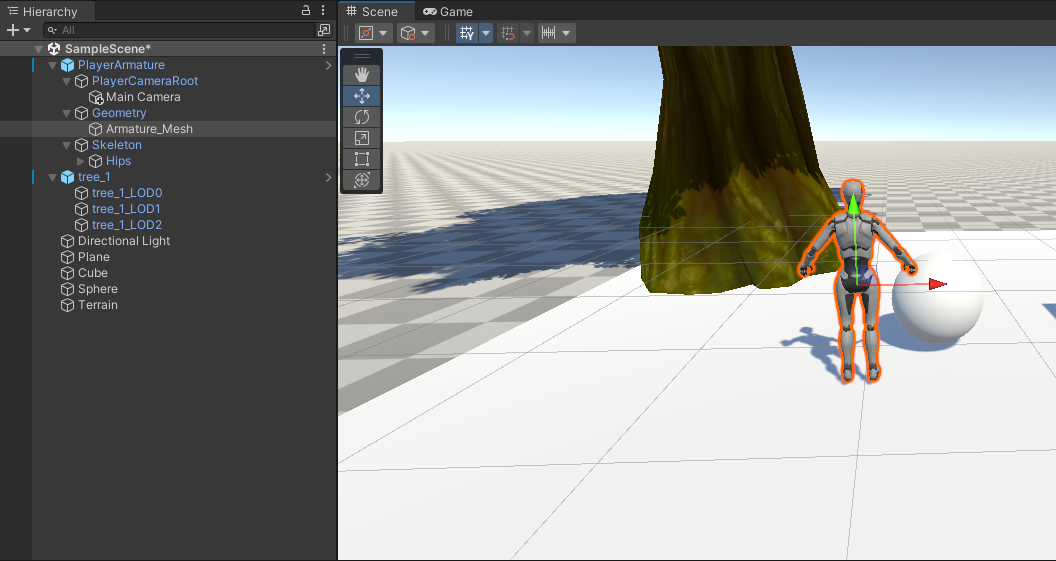 Hierarchy
All
SampleScene*
PlayerArmature
PlayerCameraRoot
Main Camera
Geometry
Armature_Mesh
Skeleton
Hips
tree_1
tree_1_LOD0
tree_1_LOD1
tree_1_LOD2
Directional Light
Plane
Cube
Sphere
Terrain
Scene Game
Y